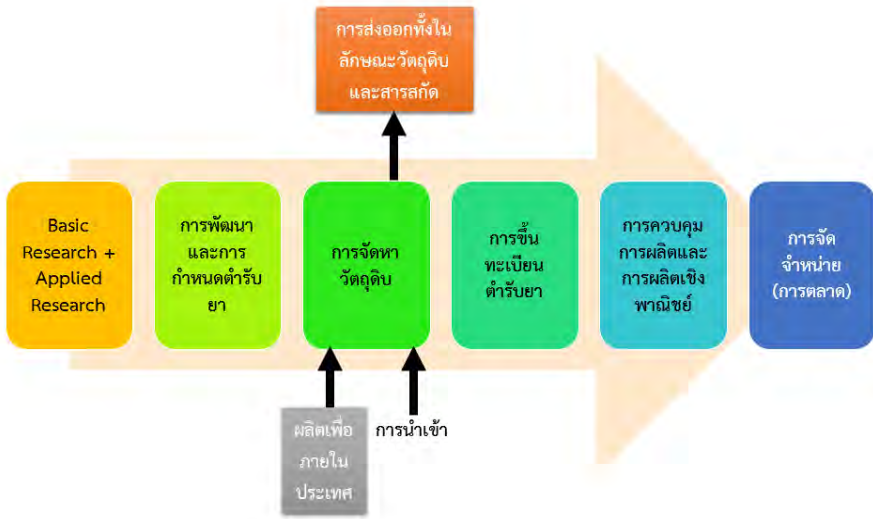 การส่งออกทั้งใน
ลักษณะวัตถุดิบ
และสารสกัด
Basic
Research +
Applied
Research
การพัฒนา
และการ
กำหนดตำรับ
ยา
การจัดหา
วัตถุดิบ
การขึ้น
ทะเบียน
ตำรับยา
การควบคุม
การผลิตและ
การผลิตเชิง
พาณิชย์
การจัด
จำหน่าย
(การตลาด)
ผลิตเพื่อ
ภายใน
ประเทศ
การนำเข้า